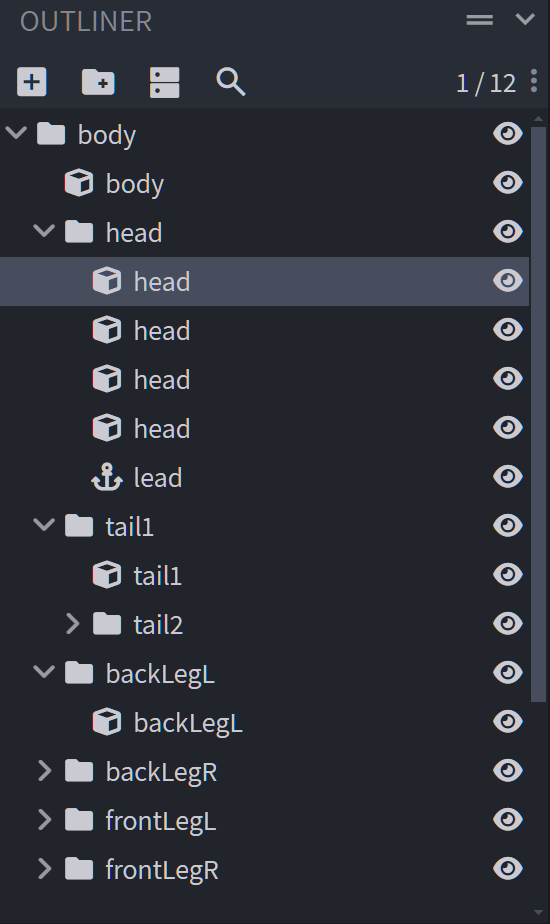 OUTLINER
1 / 12
body
body
head
head
head
head
head
lead
tail1
tail1
tail2
backLegL
backLegL
backLegR
frontLegL
frontLegR